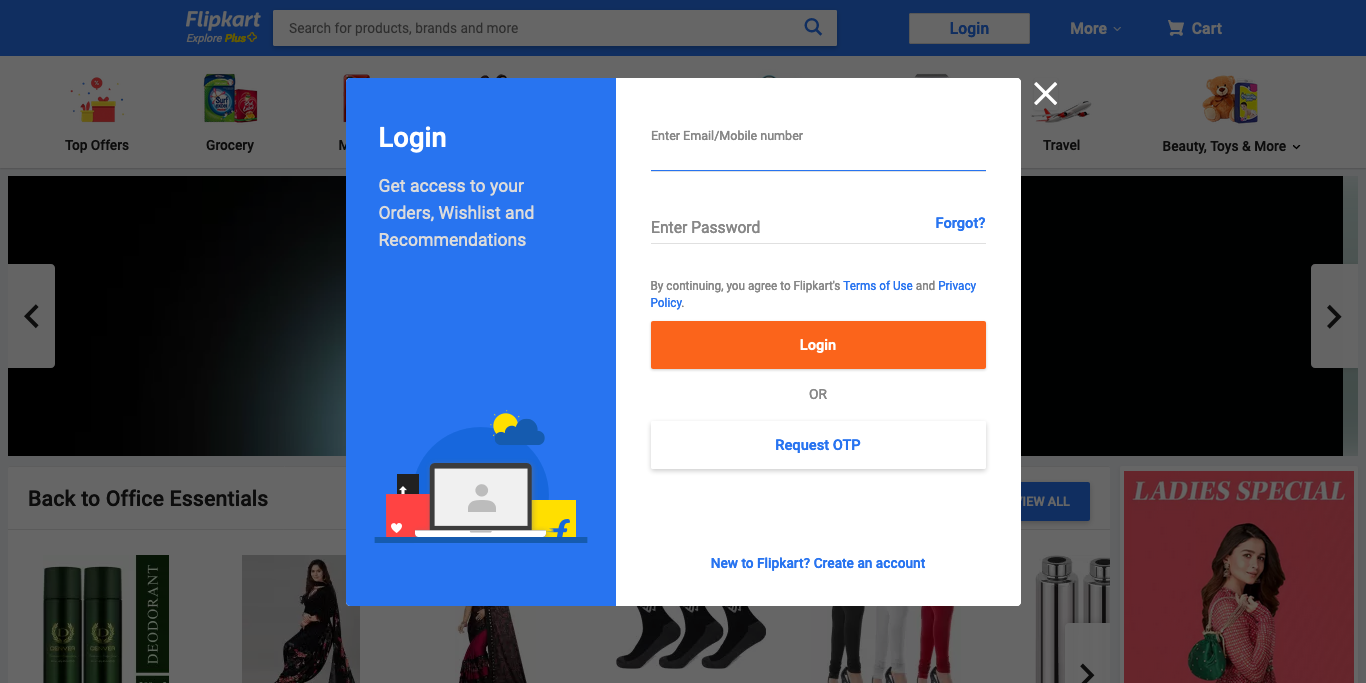 Flipkart
Explore Plus
Search for products, brands and more
Login
More
Cart
Top Offers
Grocery
Travel
Beauty, Toys & More
Login
Get access to your
Orders, Wishlist and
Recommendations
Enter Email/Mobile number
Enter Password
Forgot?
By continuing, you agree to Flipkart's Terms of Use and Privacy
Policy.
Login
OR
Request OTP
New to Flipkart? Create an account
Back to Office Essentials
VIEW ALL
LADIES SPECIAL
DEODORANT
DENVER
DENVER